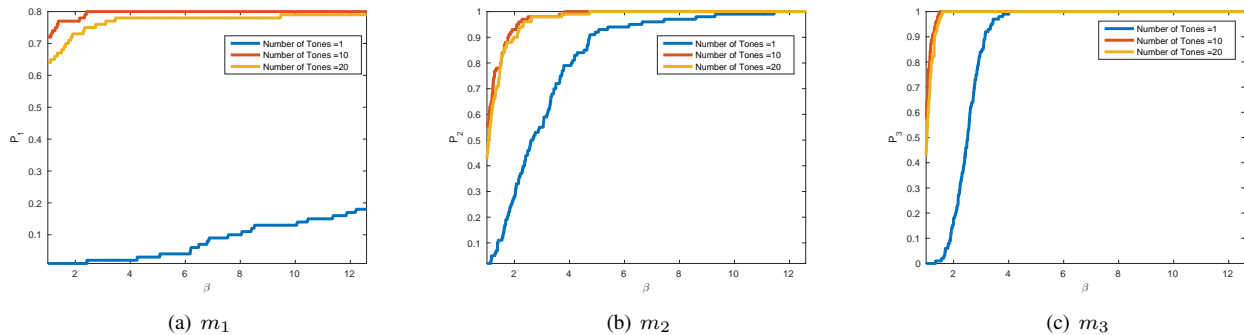 0.8
0.7
0.6
0.5
0.4
0.3
0.2
0.1
P1
2 4 6 8 10 12
β
Number of Tones =1
Number of Tones =10
Number of Tones =20
(a) m1
1
0.9
0.8
0.7
0.6
0.5
0.4
0.3
0.2
0.1
P2
2 4 6 8 10 12
β
Number of Tones =1
Number of Tones =10
Number of Tones =20
(b) m2
1
0.9
0.8
0.7
0.6
0.5
0.4
0.3
0.2
0.1
0
P3
2 4 6 8 10 12
β
Number of Tones =1
Number of Tones =10
Number of Tones =20
(c) m3